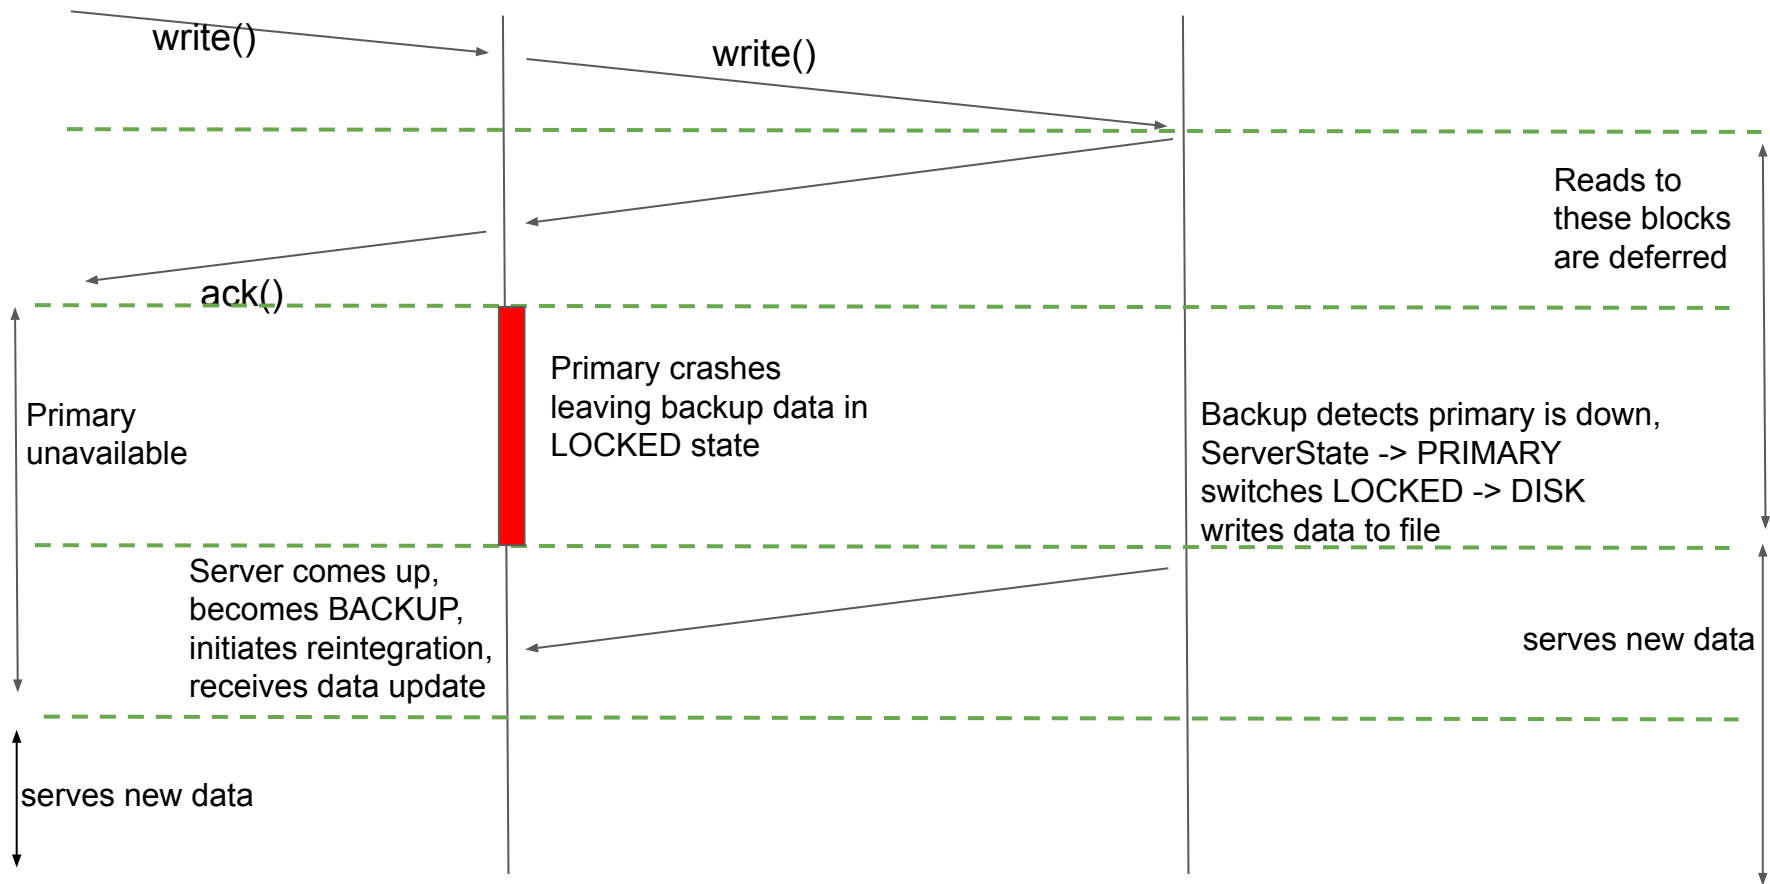 write()
write()
Reads to
these blocks
are deferred
ack()
Primary crashes
leaving backup data in
LOCKED state
Primary
unavailable
Backup detects primary is down,
ServerState -> PRIMARY
switches LOCKED -> DISK
writes data to file
Server comes up,
becomes BACKUP,
initiates reintegration,
receives data update
serves new data
serves new data